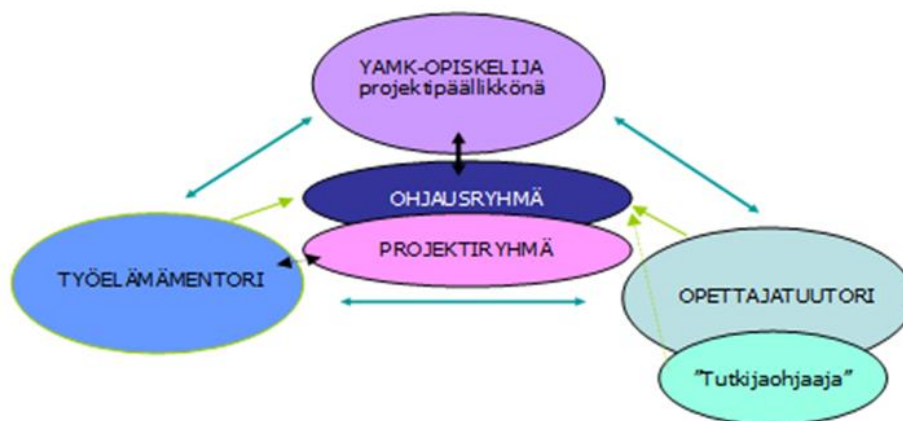 YAMK-OPISKELIJA
projektipäällikkönä
OHJAUSRYHMÄ
PROJEKTIRYHMÄ
TYÖELÄMÄMENTORI
OPETTAJATUUTORI
"Tutkijaohjaaja"